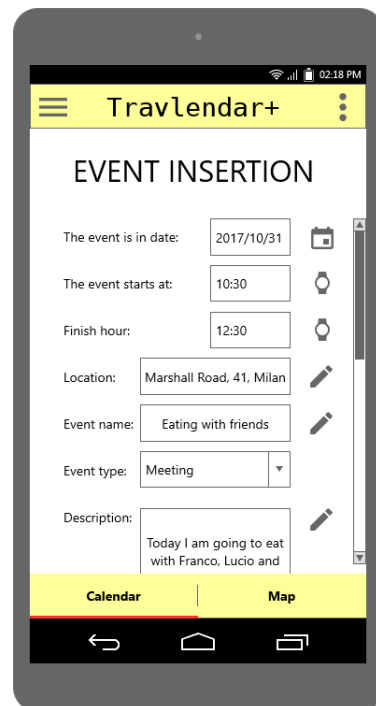 02:18 PM
Travlendar+
EVENT INSERTION
The event is in date: 2017/10/31
The event starts at: 10:30
Finish hour: 12:30
Location: Marshall Road, 41, Milan
Event name: Eating with friends
Event type: Meeting
Description:
Today I am going to eat
with Franco, Lucio and
Calendar Map